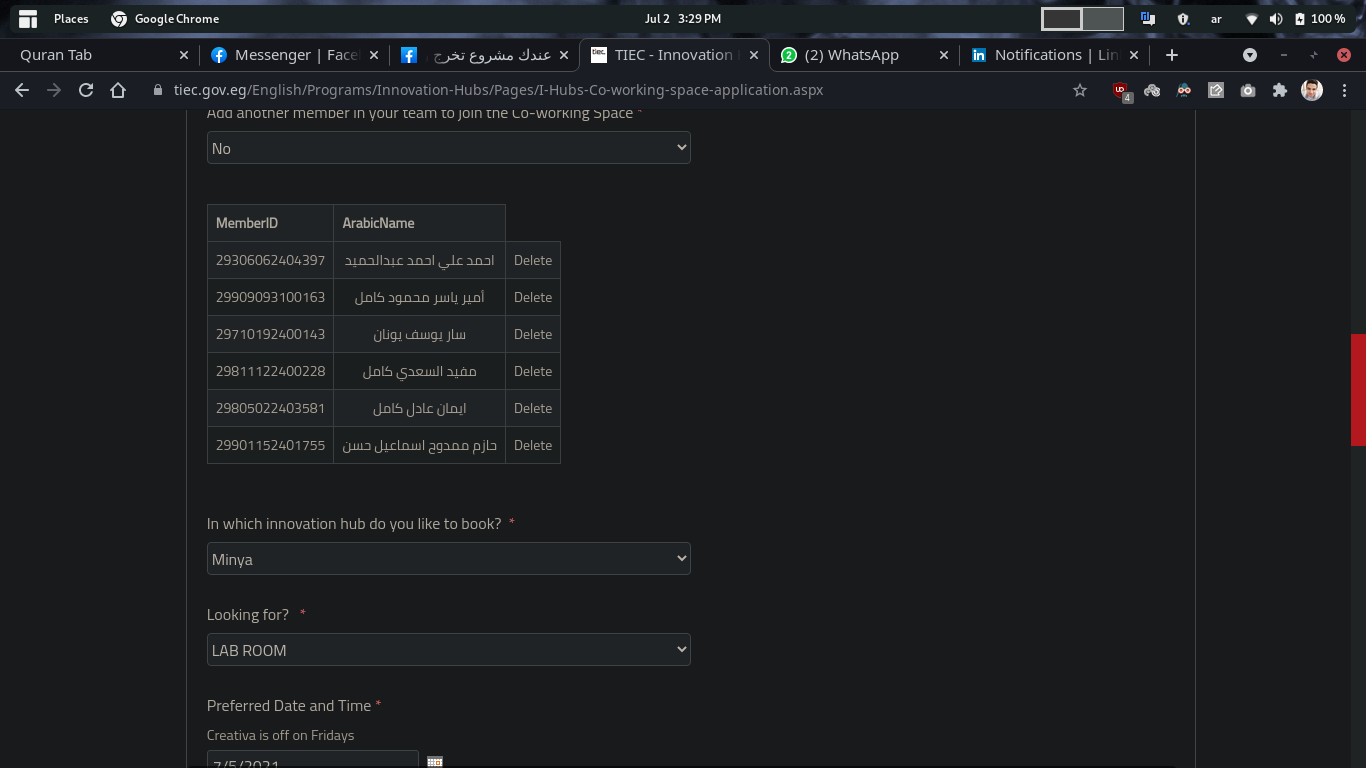 Places Google Chrome Jul 2 3:29 PM ar 100 %
Quran Tab Messenger | Face عندك مشروع تخرج TIEC - Innovation (2) WhatsApp Notifications | Lin
tiec.gov.eg/English/Programs/Innovation-Hubs/Pages/I-Hubs-Co-working-space-application.aspx 4
Add another member in your team to join the Co-working Space *
No
MemberID ArabicName
29306062404397 احمد علي احمد عبدالحميد Delete
29909093100163 أمير ياسر محمود كامل Delete
29710192400143 سار يوسف يونان Delete
29811122400228 مفيد السعدي كامل Delete
29805022403581 ايمان عادل كامل Delete
29901152401755 حازم ممدوح اسماعيل حسن Delete
In which innovation hub do you like to book? *
Minya
Looking for? *
LAB ROOM
Preferred Date and Time *
Creativa is off on Fridays
7/5/2021